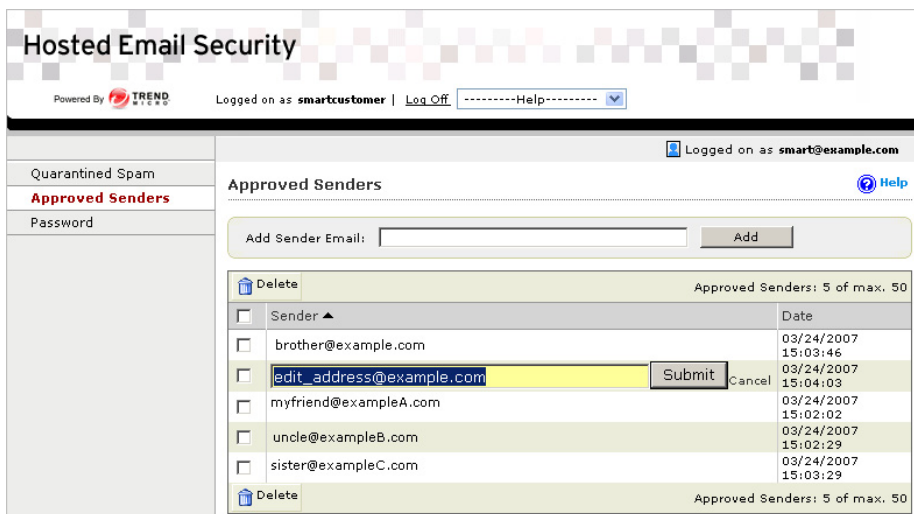 Hosted Email Security
Powered By TREND MICRO
Logged on as smartcustomer | Log Off ---------Help---------
Logged on as smart@example.com
Quarantined Spam
Approved Senders
Password
Approved Senders
Help
Add Sender Email: Add
Delete Approved Senders: 5 of max. 50
Sender Date
brother@example.com 03/24/2007 15:03:46
edit_address@example.com Submit Cancel 03/24/2007 15:04:03
myfriend@exampleA.com 03/24/2007 15:02:02
uncle@exampleB.com 03/24/2007 15:02:29
sister@exampleC.com 03/24/2007 15:03:29
Delete Approved Senders: 5 of max. 50